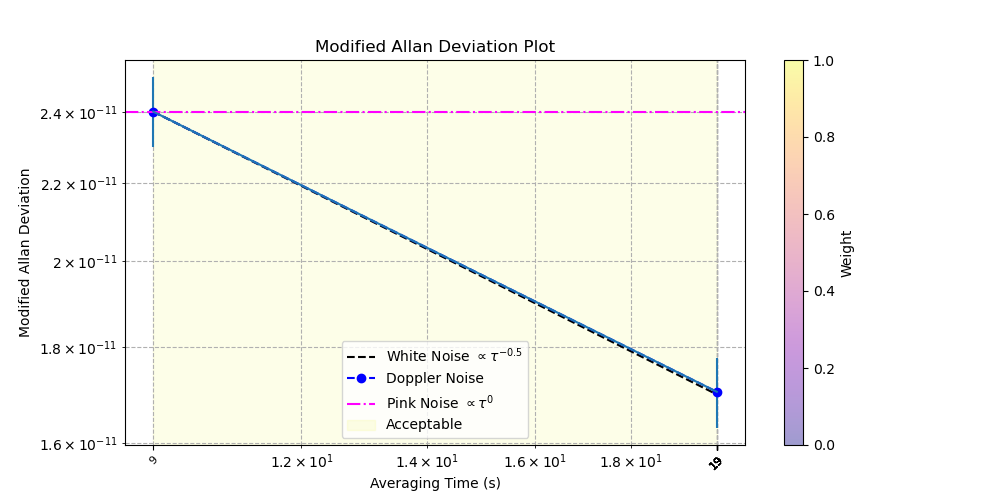 Modified Allan Deviation Plot
Modified Allan Deviation
2.4 × 10⁻¹¹
2.2 × 10⁻¹¹
2 × 10⁻¹¹
1.8 × 10⁻¹¹
1.6 × 10⁻¹¹
White Noise ∝ τ⁻⁰·⁵
Doppler Noise
Pink Noise ∝ τ⁰
Acceptable
9
1.2 × 10¹
1.4 × 10¹
1.6 × 10¹
1.8 × 10¹
19
Averaging Time (s)
1.0
0.8
0.6
0.4
0.2
0.0
Weight